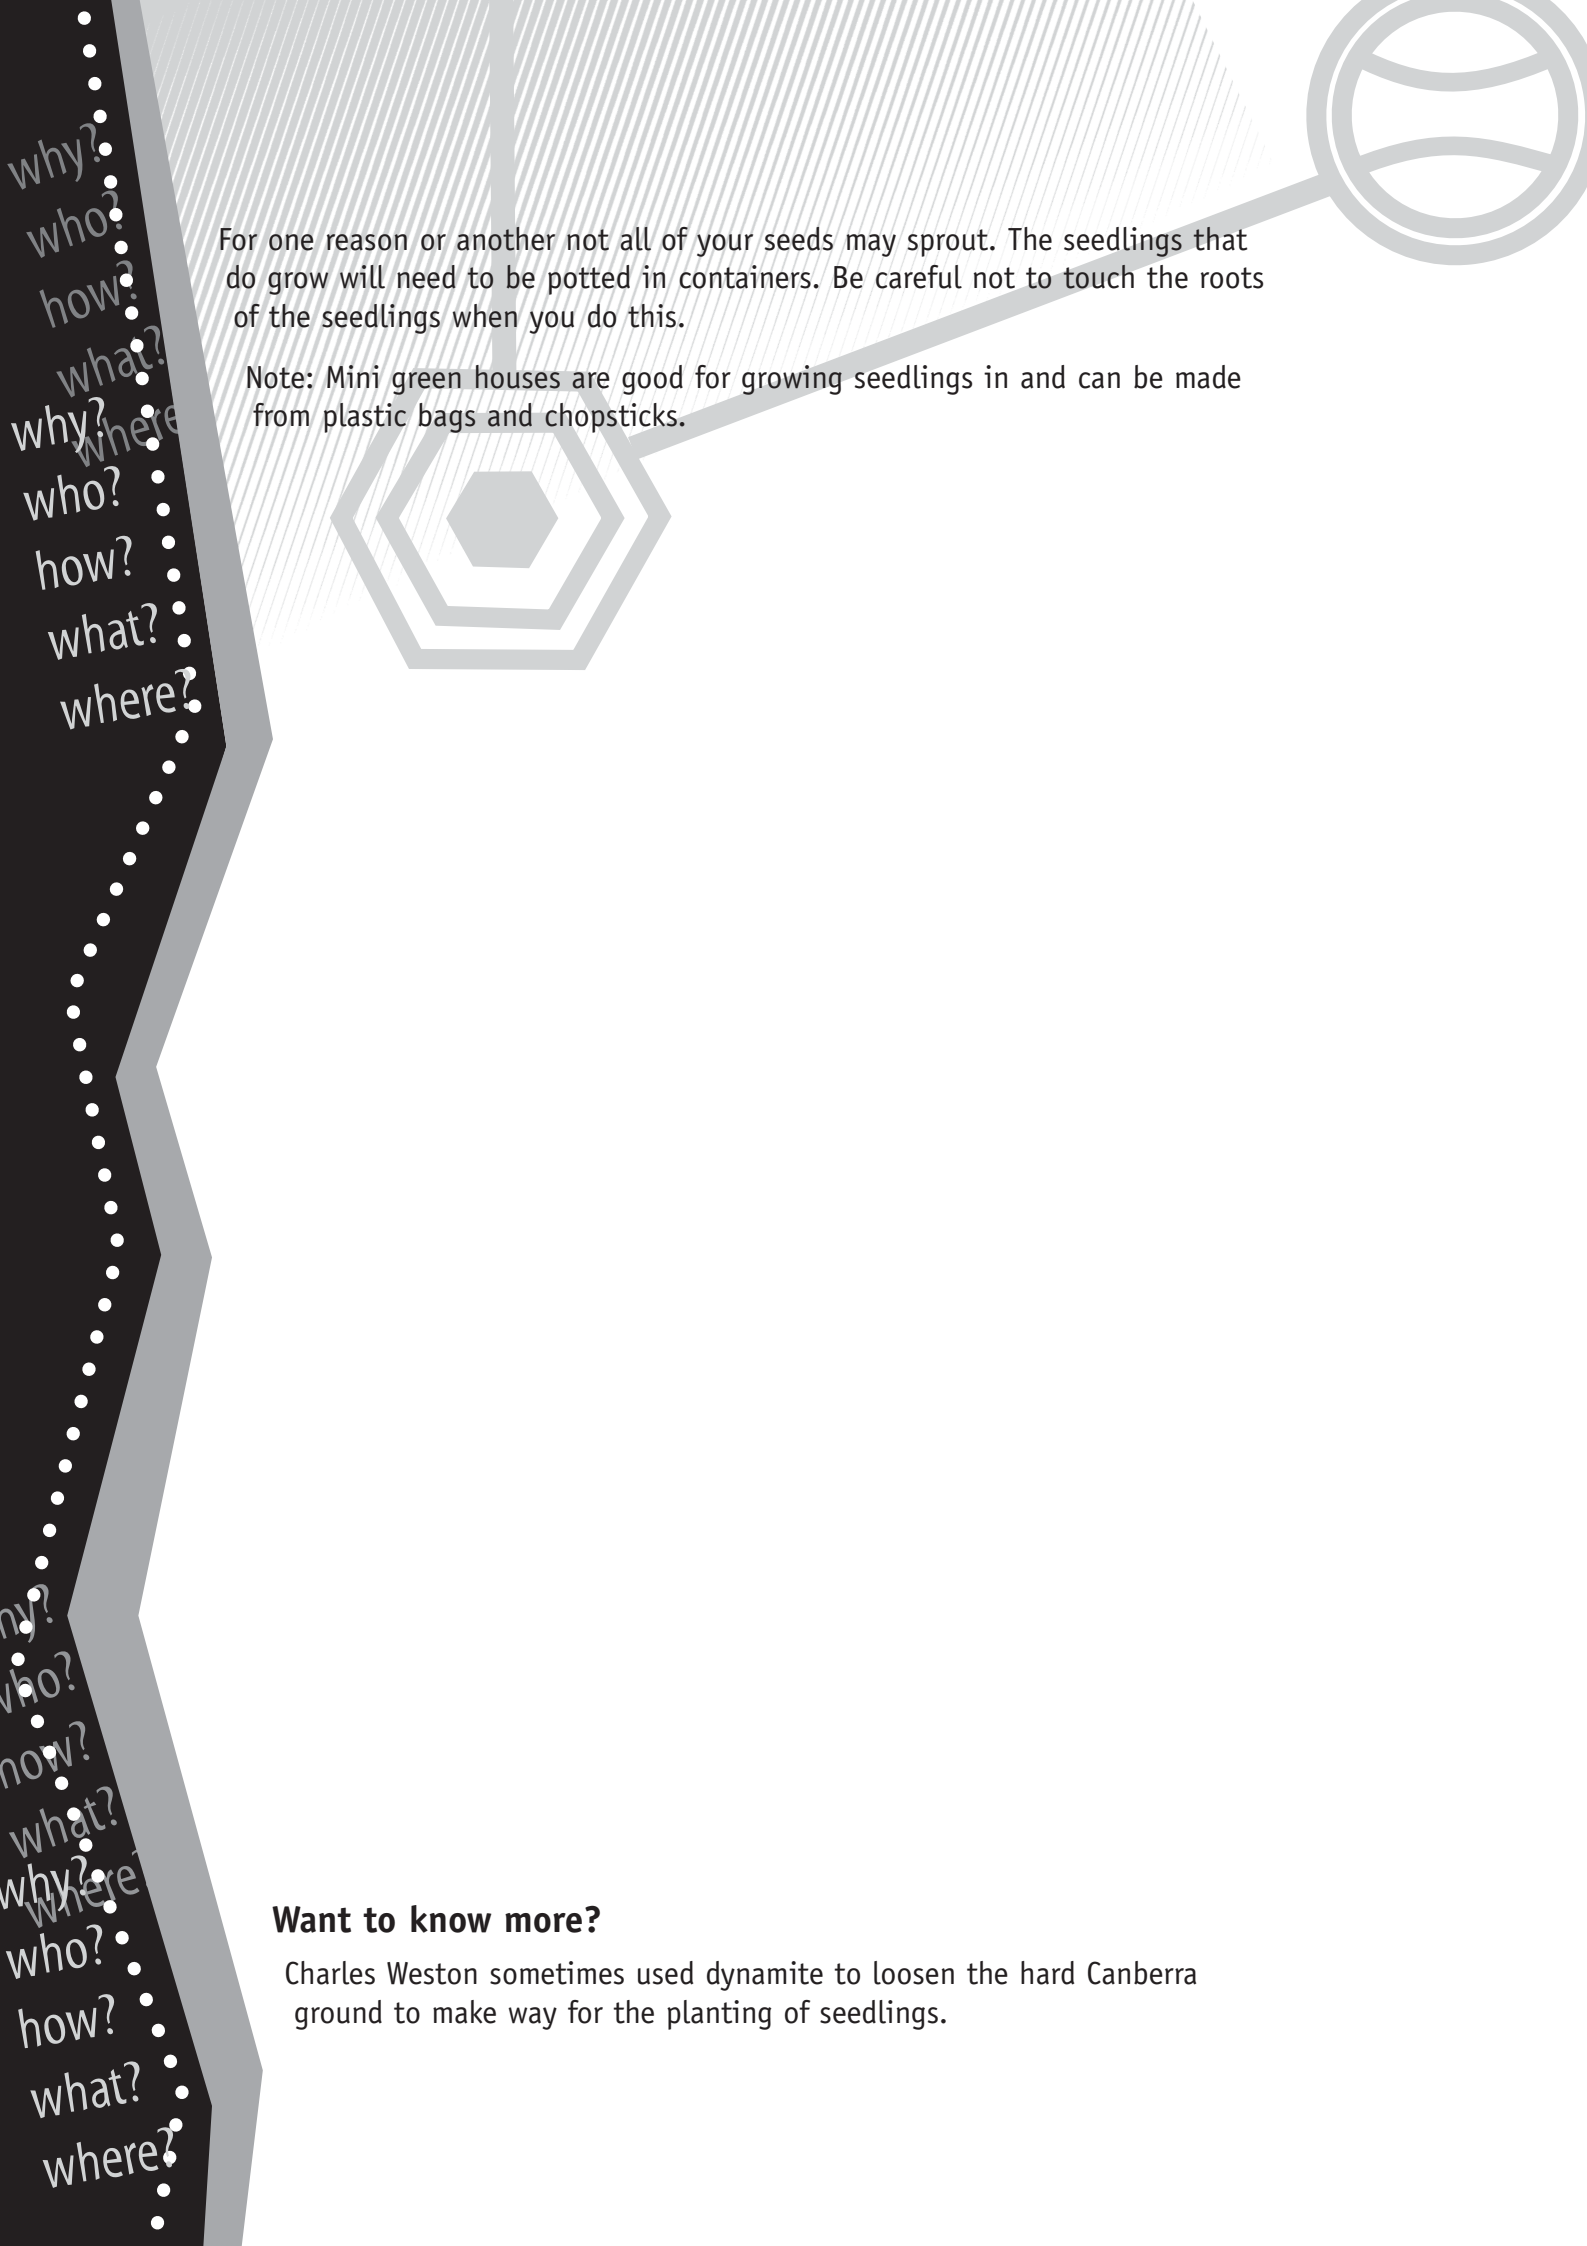 why?
who?
how?
what?
where
why?
who?
how?
what?
where?
For one reason or another not all of your seeds may sprout. The seedlings that
do grow will need to be potted in containers. Be careful not to touch the roots
of the seedlings when you do this.
Note: Mini green houses are good for growing seedlings in and can be made
from plastic bags and chopsticks.
hy?
who?
how?
what?
where?
why?
who?
how?
what?
where?
Want to know more?
Charles Weston sometimes used dynamite to loosen the hard Canberra
ground to make way for the planting of seedlings.